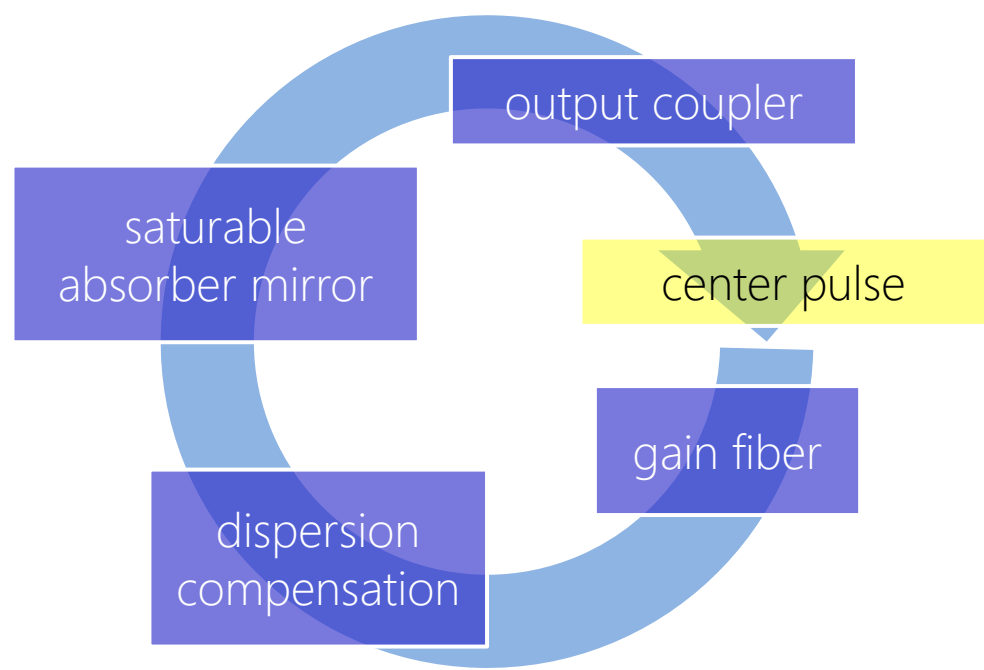 output coupler
saturable
absorber mirror
center pulse
gain fiber
dispersion
compensation